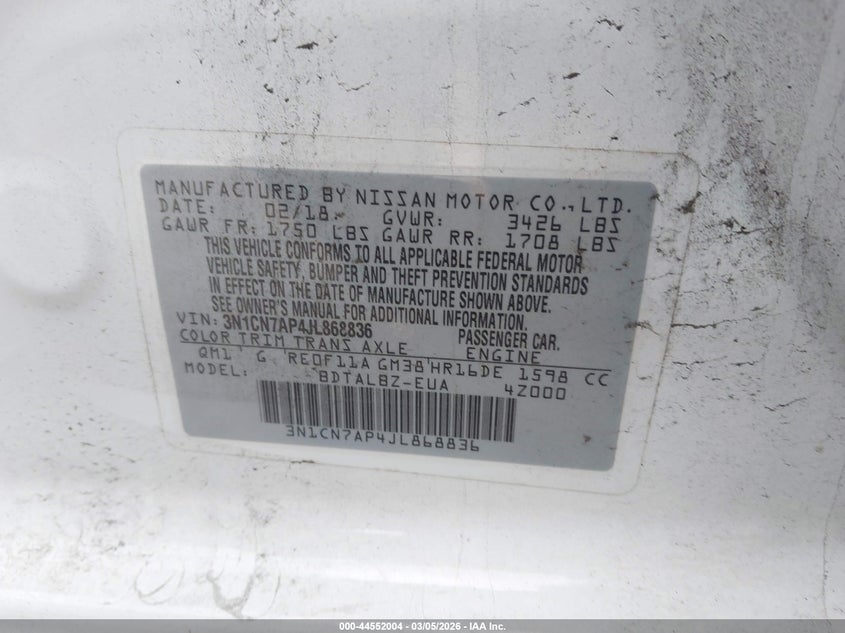 MANUFACTURED BY NISSAN MOTOR CO.,LTD.
DATE: 02/18 GVWR: 3426 LBS
GAWR FR: 1750 LBS GAWR RR: 1708 LBS
THIS VEHICLE CONFORMS TO ALL APPLICABLE FEDERAL MOTOR
VEHICLE SAFETY, BUMPER AND THEFT PREVENTION STANDARDS
IN EFFECT ON THE DATE OF MANUFACTURE SHOWN ABOVE.
SEE OWNER'S MANUAL FOR ADDITIONAL INFORMATION.
VIN: 3N1CN7AP4JL868836 PASSENGER CAR.
COLOR TRIM TRANS AXLE ENGINE
QM1 G RE0F11A GM38 HR16DE 1598 CC
MODEL: BDTALBZ-EUA 4Z000
3N1CN7AP4JL868836
000-44552004 | 03/05/2026 - IAA Inc.